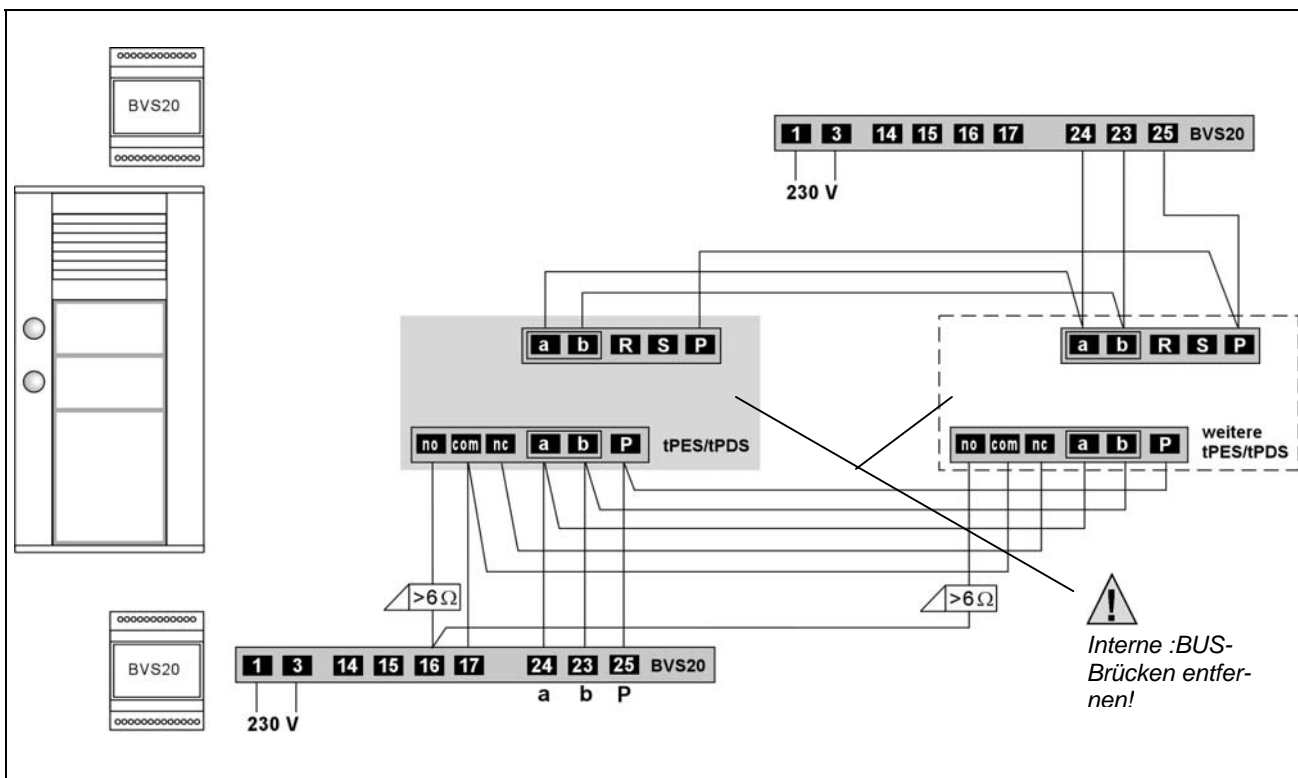 BVS20
1 3 14 15 16 17 24 23 25 BVS20
230 V
a b R S P
a b R S P
no com nc a b P tPES/tPDS
no com nc a b P weitere
tPES/tPDS
>6Ω
>6Ω
Interne :BUS-
Brücken entfer-
nen!
BVS20
1 3 14 15 16 17 24 23 25 BVS20
a b P
230 V
!